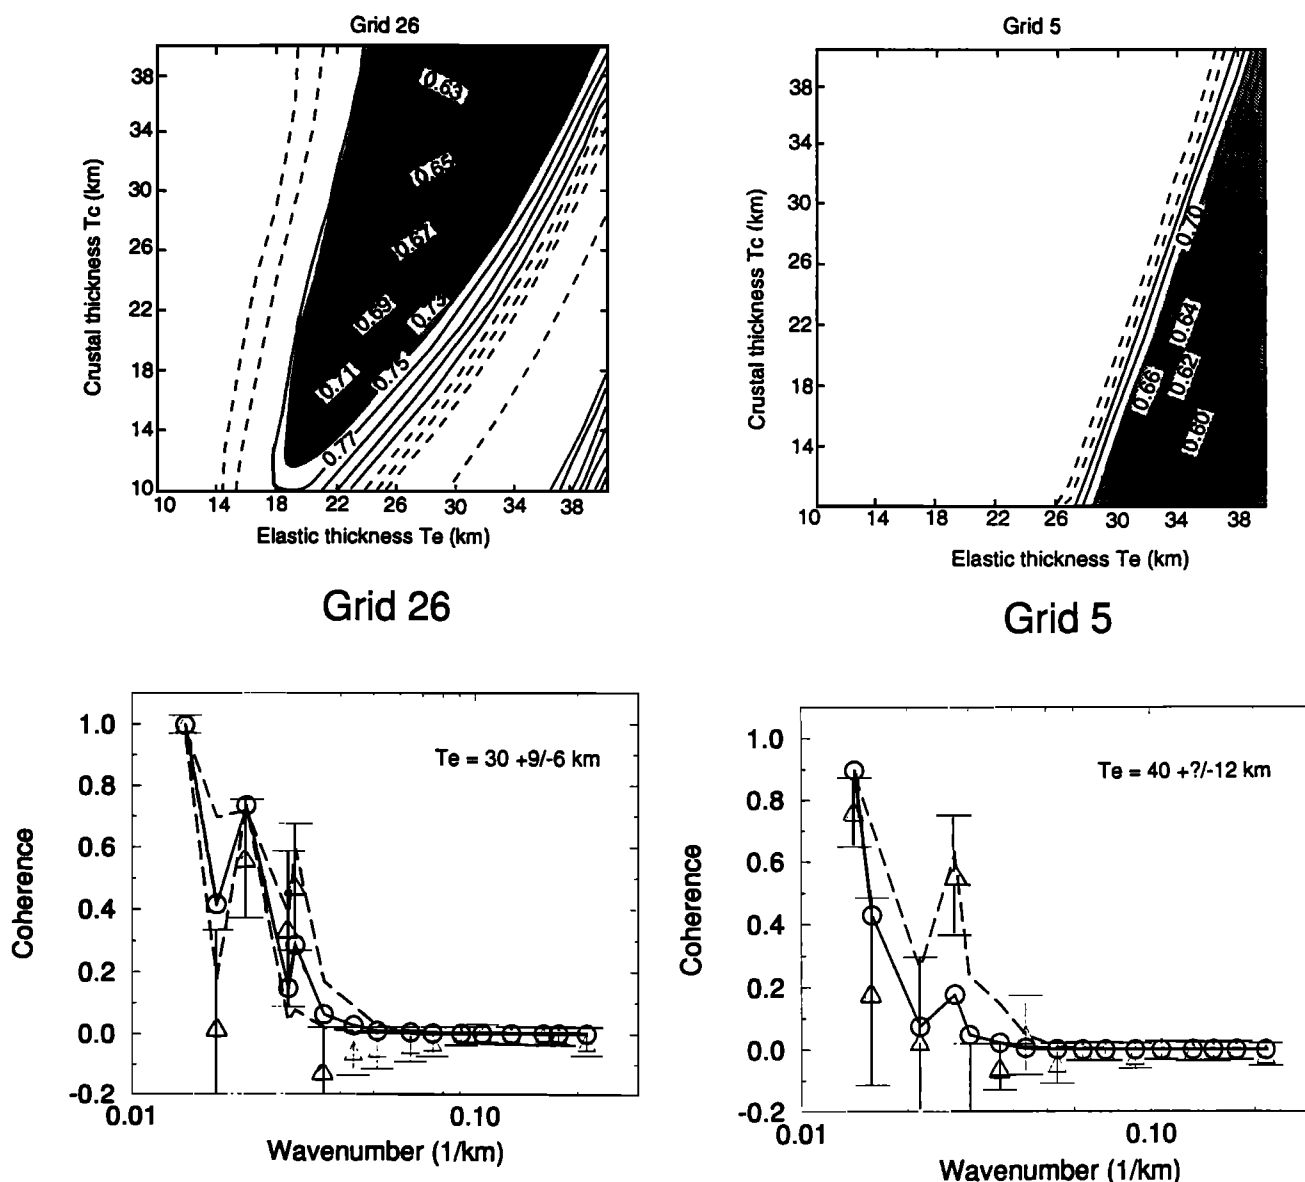 Grid 26
Crustal thickness Tc (km)
38
34
30
26
22
18
14
10
0.63
0.65
0.67
0.69
0.73
0.71
0.75
0.77
10 14 18 22 26 30 34 38
Elastic thickness Te (km)
Grid 26
Grid 5
Crustal thickness Tc (km)
38
34
30
26
22
18
14
0.70
0.64
0.66
0.62
0.60
10 14 18 22 26 30 34 38
Elastic thickness Te (km)
Grid 5
Coherence
1.0
0.8
0.6
0.4
0.2
0.0
-0.2
Te = 30 +9/-6 km
0.01 0.10
Wavenumber (1/km)
Coherence
1.0
0.8
0.6
0.4
0.2
0.0
-0.2
Te = 40 +?/-12 km
0.01 0.10
Wavenumber (1/km)